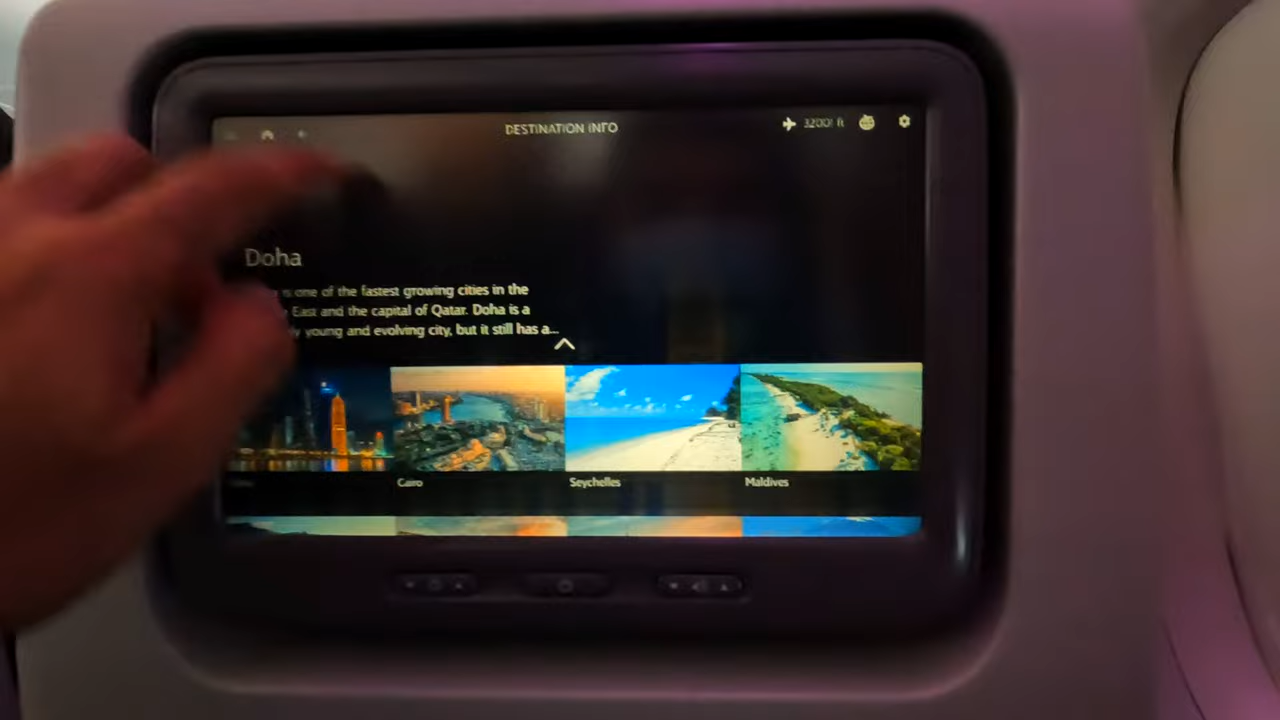 DESTINATION INFO
ft
Doha
is one of the fastest growing cities in the
East and the capital of Qatar. Doha is a
young and evolving city, but it still has a...
Cairo
Seychelles
Maldives